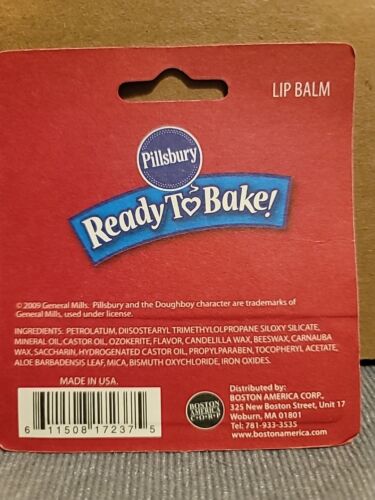 LIP BALM
Pillsbury
Ready To Bake!
©2009 General Mills. Pillsbury and the Doughboy character are trademarks of
General Mills, used under license.
INGREDIENTS: PETROLATUM, DIISOSTEARYL TRIMETHYLOLPROPANE SILOXY SILICATE,
MINERAL OIL, CASTOR OIL, OZOKERITE, FLAVOR, CANDELILLA WAX, BEESWAX, CARNAUBA
WAX, SACCHARIN, HYDROGENATED CASTOR OIL, PROPYLPARABEN, TOCOPHERYL ACETATE,
ALOE BARBADENSIS LEAF, MICA, BISMUTH OXYCHLORIDE, IRON OXIDES.
MADE IN USA.
6 11508 17237 5
BOSTON
AMERICA
CORP
Distributed by:
BOSTON AMERICA CORP.,
325 New Boston Street, Unit 17
Woburn, MA 01801
Tel: 781-933-3535
www.bostonamerica.com